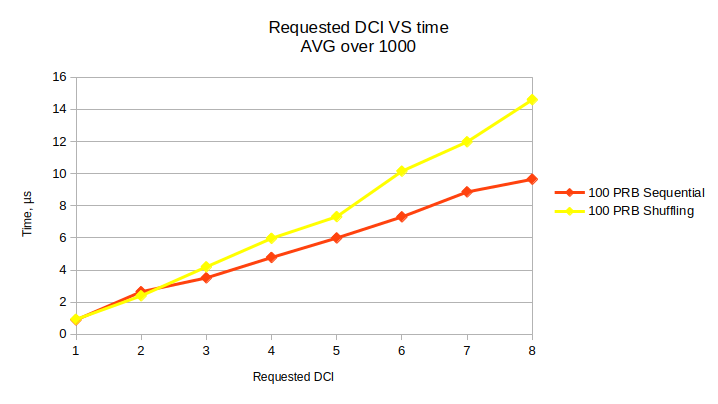 Requested DCI VS time
AVG over 1000
16
14
12
10
8
6
4
2
0
Time, µs
1 2 3 4 5 6 7 8
Requested DCI
100 PRB Sequential
100 PRB Shuffling